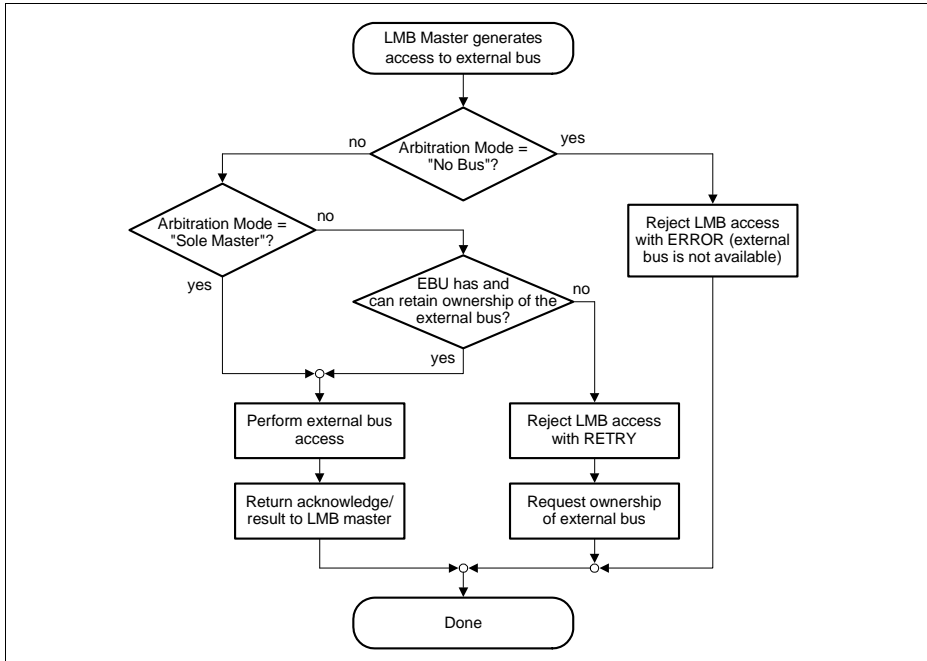 LMB Master generates
access to external bus
no
Arbitration Mode =
"No Bus"?
yes
Arbitration Mode =
"Sole Master"?
no
yes
Reject LMB access
with ERROR (external
bus is not available)
EBU has and
can retain ownership of the
external bus?
no
yes
Perform external bus
access
Reject LMB access
with RETRY
Return acknowledge/
result to LMB master
Request ownership
of external bus
Done